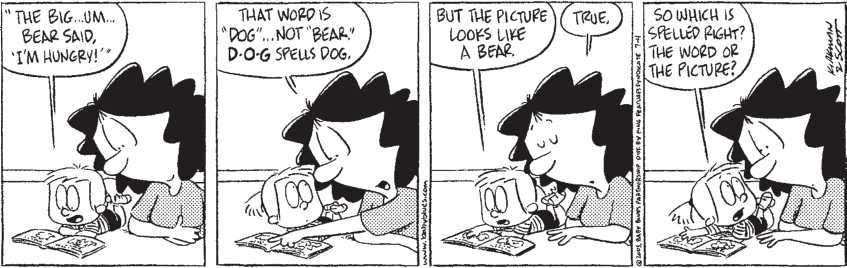 "THE BIG...UM...
BEAR SAID,
'I'M HUNGRY!'"
THAT WORD IS
"DOG"...NOT "BEAR."
D-O-G SPELLS DOG.
www.babyblues.com
BUT THE PICTURE
LOOKS LIKE
A BEAR.
TRUE.
©2003, BABY BLUES PARTNERSHIP DIST. BY KING FEATURES SYNDICATE 7-4
SO WHICH IS
SPELLED RIGHT?
THE WORD OR
THE PICTURE?
KIRKMAN
& SCOTT